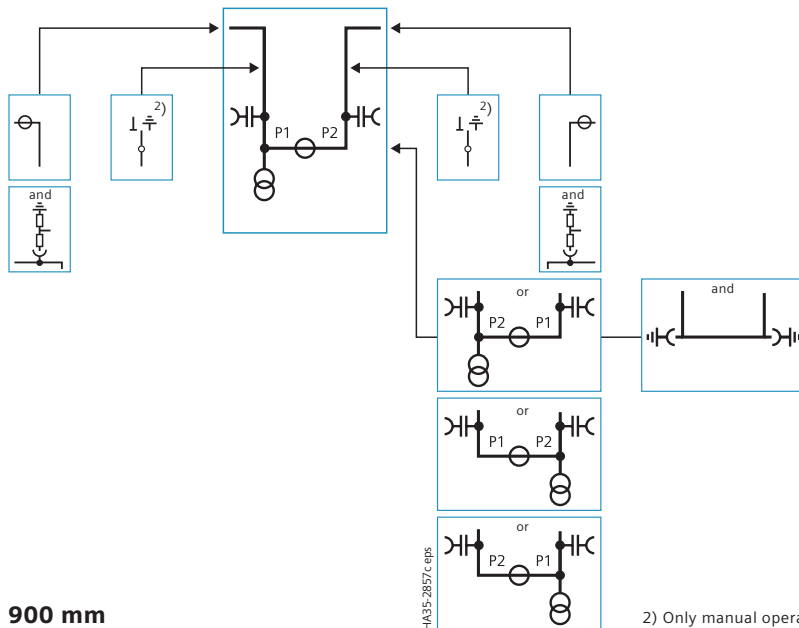 2)
2)
P1 P2
and
and
or
and
P2 P1
or
P1 P2
or
P2 P1
HA35-2857c eps
900 mm
2) Only manual opera